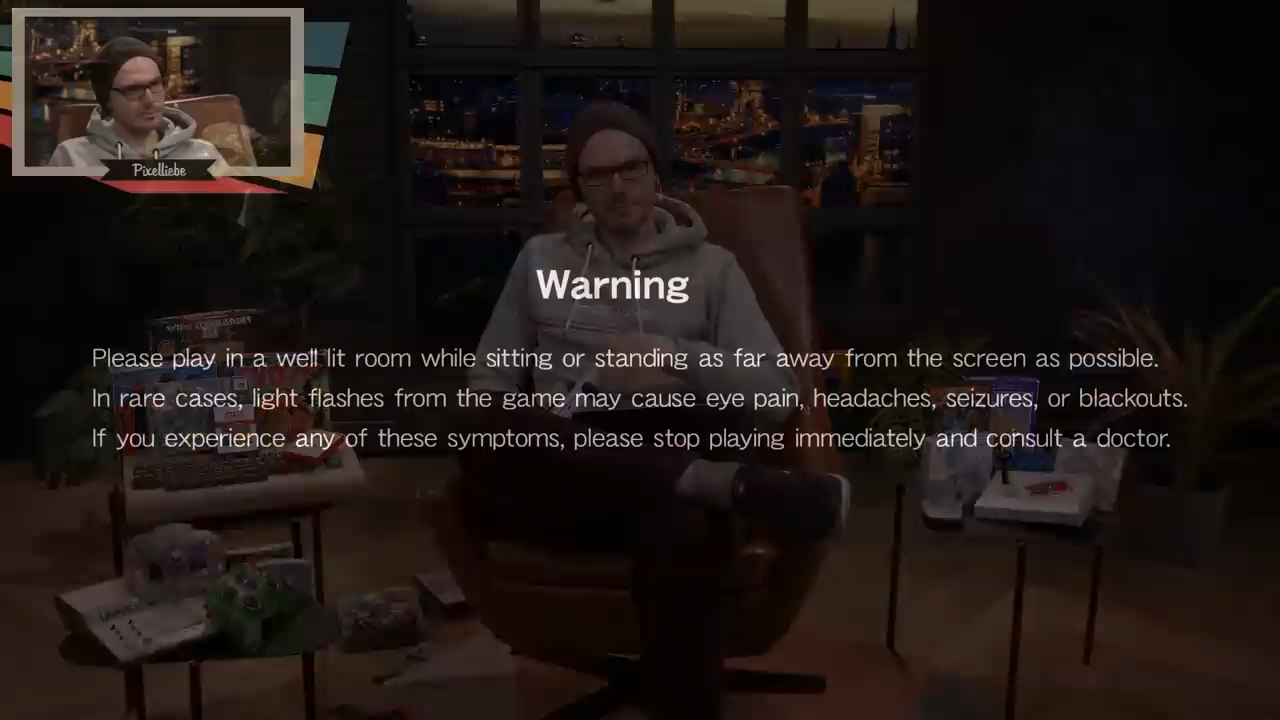 Pixelliebe
Warning
Please play in a well lit room while sitting or standing as far away from the screen as possible.
In rare cases, light flashes from the game may cause eye pain, headaches, seizures, or blackouts.
If you experience any of these symptoms, please stop playing immediately and consult a doctor.